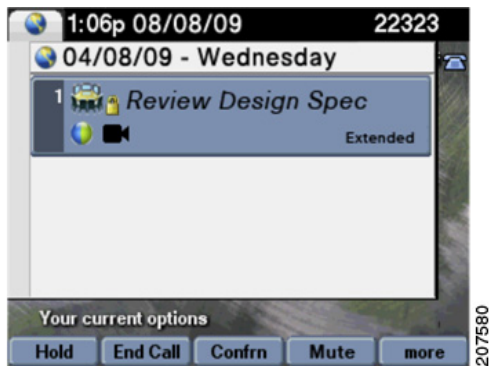 1:06p 08/08/09 22323
04/08/09 - Wednesday
1 Review Design Spec
Extended
Your current options
Hold End Call Confrn Mute more
207580